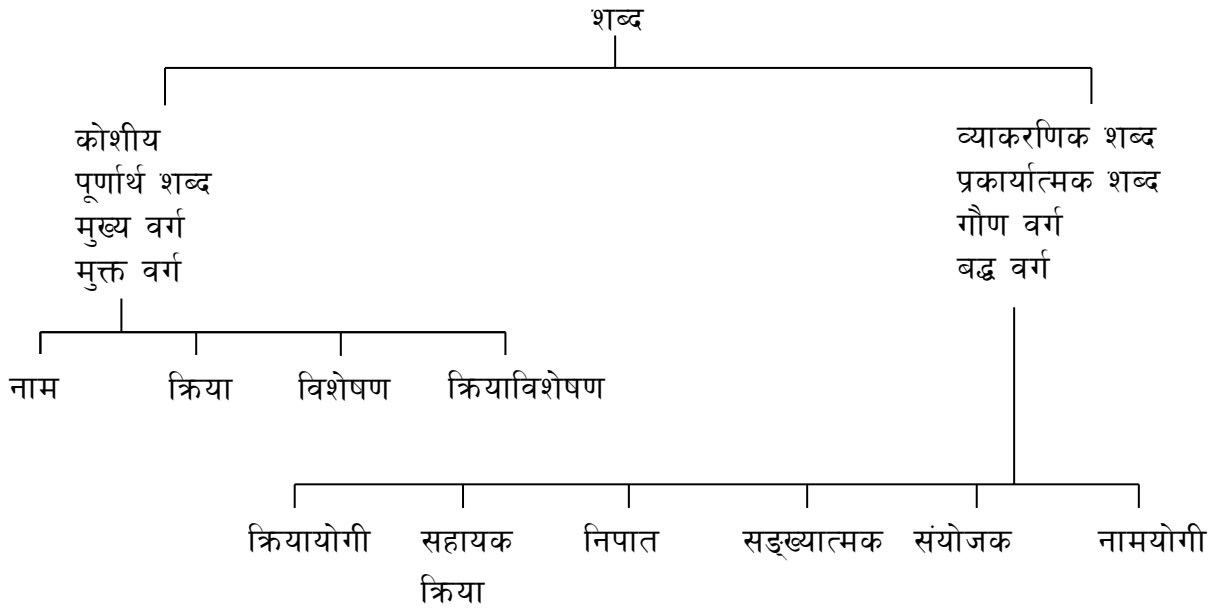 शब्द
कोशीय
पूर्णार्थ शब्द
मुख्य वर्ग
मुक्त वर्ग
व्याकरणिक शब्द
प्रकार्यात्मक शब्द
गौण वर्ग
बद्ध वर्ग
नाम क्रिया विशेषण क्रियाविशेषण
क्रियायोगी सहायक निपात सङ्ख्यात्मक संयोजक नामयोगी
क्रिया